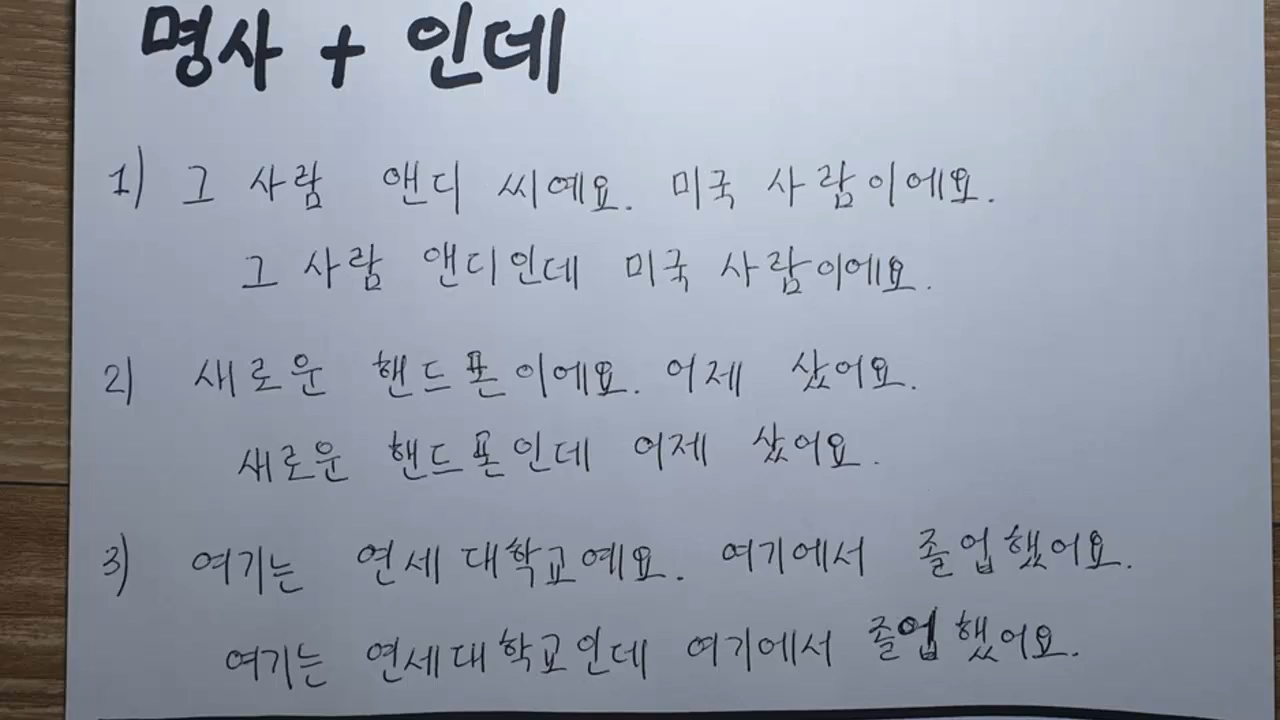 명사 + 인데
1) 그 사람 앤디 씨예요. 미국 사람이에요.
그 사람 앤디인데 미국 사람이에요.
2) 새로운 핸드폰이에요. 어제 샀어요.
새로운 핸드폰인데 어제 샀어요.
3) 여기는 연세대학교예요. 여기에서 졸업했어요.
여기는 연세대학교인데 여기에서 졸업했어요.